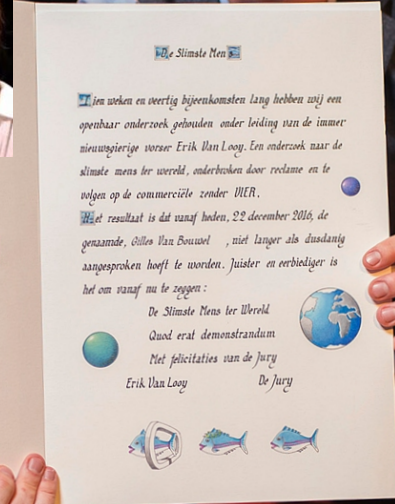 De Slimste Mens
Tien weken en veertig bijeenkomsten lang hebben wij een
openbaar onderzoek gehouden onder leiding van de immer
nieuwsgierige vorser Erik Van Looy. Een onderzoek naar de
slimste mens ter wereld, onderbroken door reclame en te
volgen op de commerciële zender VIER.
Het resultaat is dat vanaf heden, 22 december 2016, de
genaamde, Gilles Van Bouwel , niet langer als dusdanig
aangesproken hoeft te worden. Juister en eerbiediger is
het om vanaf nu te zeggen :
De Slimste Mens ter Wereld
Quod erat demonstrandum
Met felicitaties van de Jury
Erik Van Looy De Jury